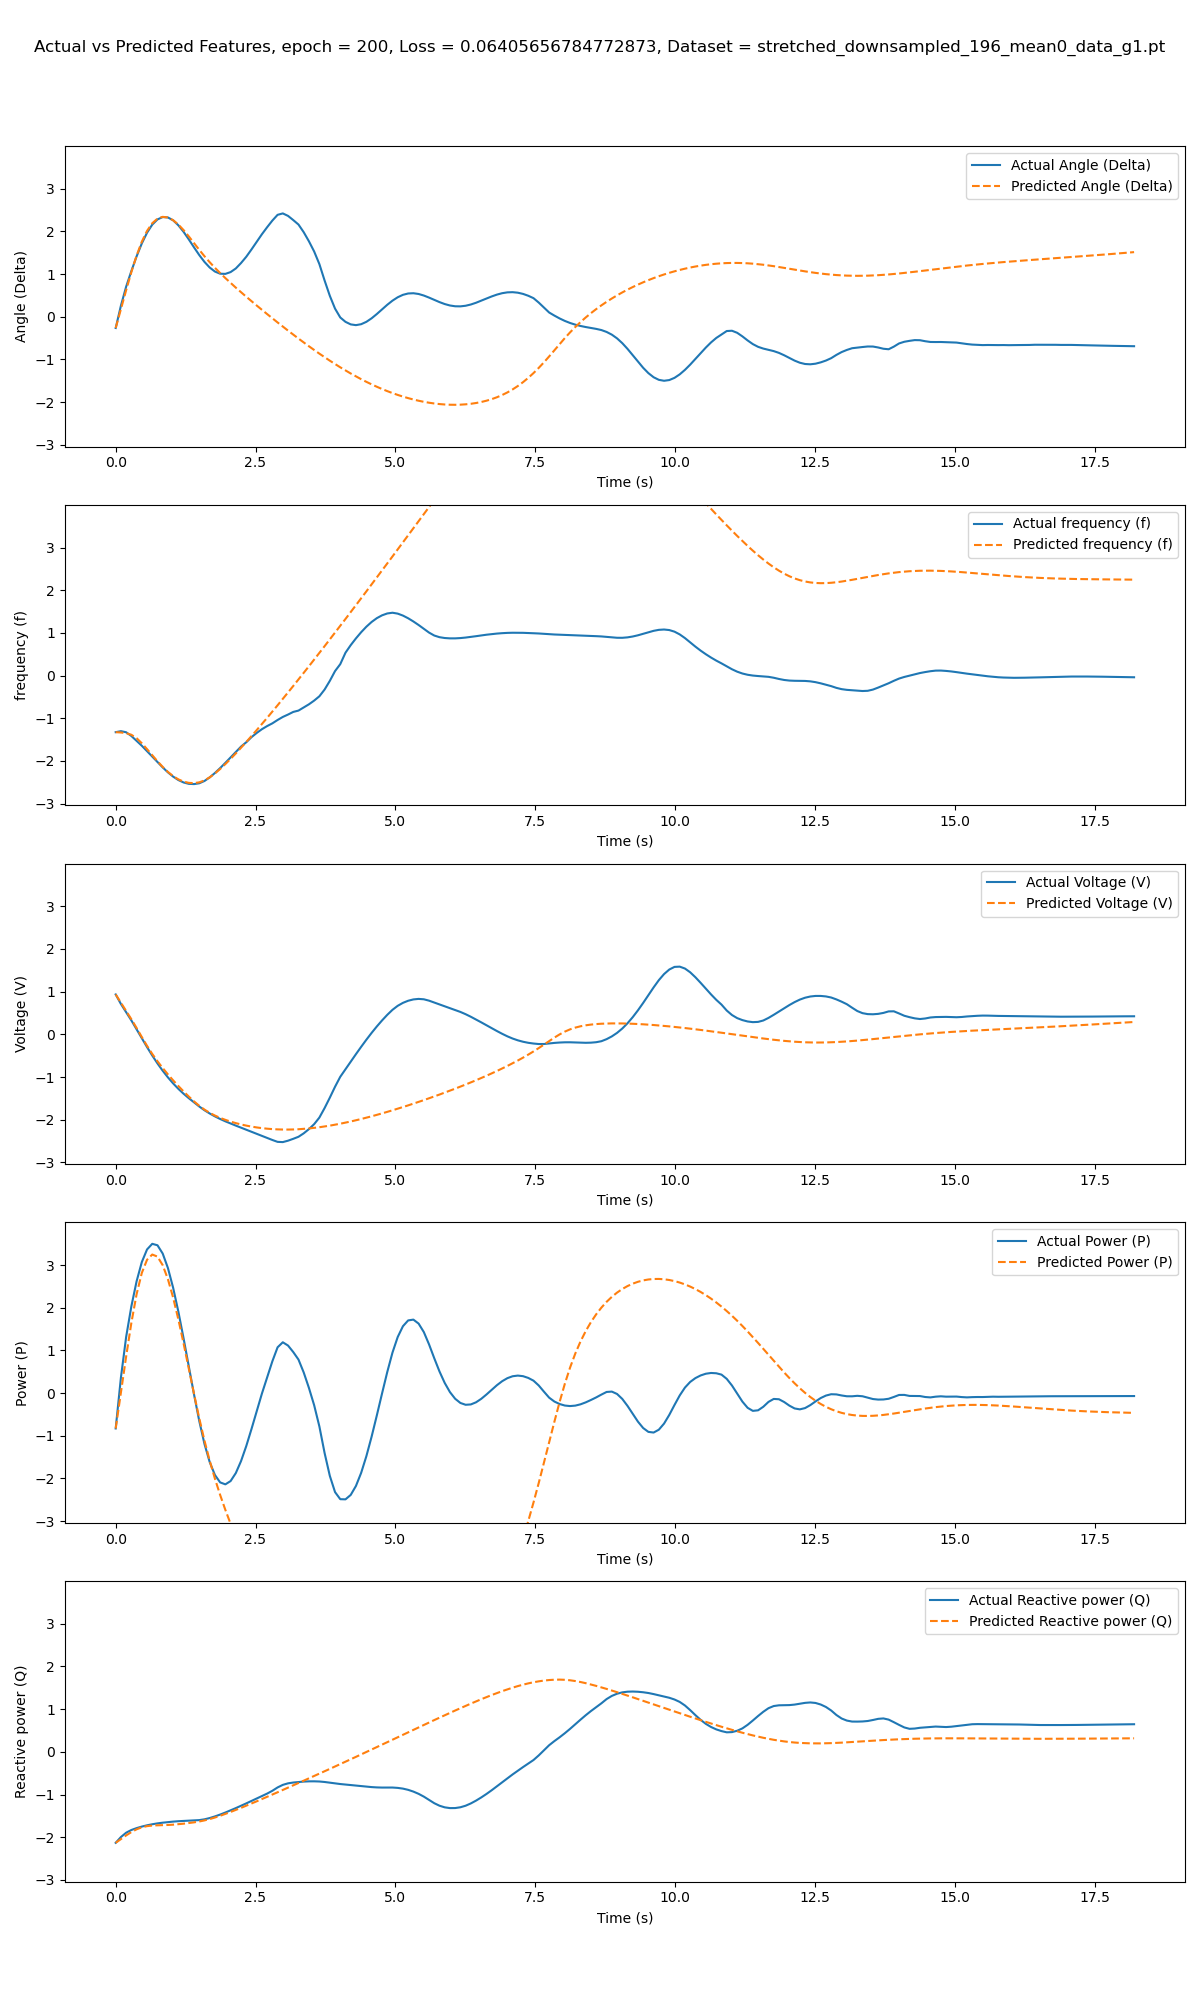 Actual vs Predicted Features, epoch = 200, Loss = 0.06405656784772873, Dataset = stretched_downsampled_196_mean0_data_g1.pt
Actual Angle (Delta)
Predicted Angle (Delta)
Angle (Delta)
3
2
1
0
−1
−2
−3
0.0 2.5 5.0 7.5 10.0 12.5 15.0 17.5
Time (s)
Actual frequency (f)
Predicted frequency (f)
frequency (f)
3
2
1
0
−1
−2
−3
0.0 2.5 5.0 7.5 10.0 12.5 15.0 17.5
Time (s)
Actual Voltage (V)
Predicted Voltage (V)
Voltage (V)
3
2
1
0
−1
−2
−3
0.0 2.5 5.0 7.5 10.0 12.5 15.0 17.5
Time (s)
Actual Power (P)
Predicted Power (P)
Power (P)
3
2
1
0
−1
−2
−3
0.0 2.5 5.0 7.5 10.0 12.5 15.0 17.5
Time (s)
Actual Reactive power (Q)
Predicted Reactive power (Q)
Reactive power (Q)
3
2
1
0
−1
−2
−3
0.0 2.5 5.0 7.5 10.0 12.5 15.0 17.5
Time (s)